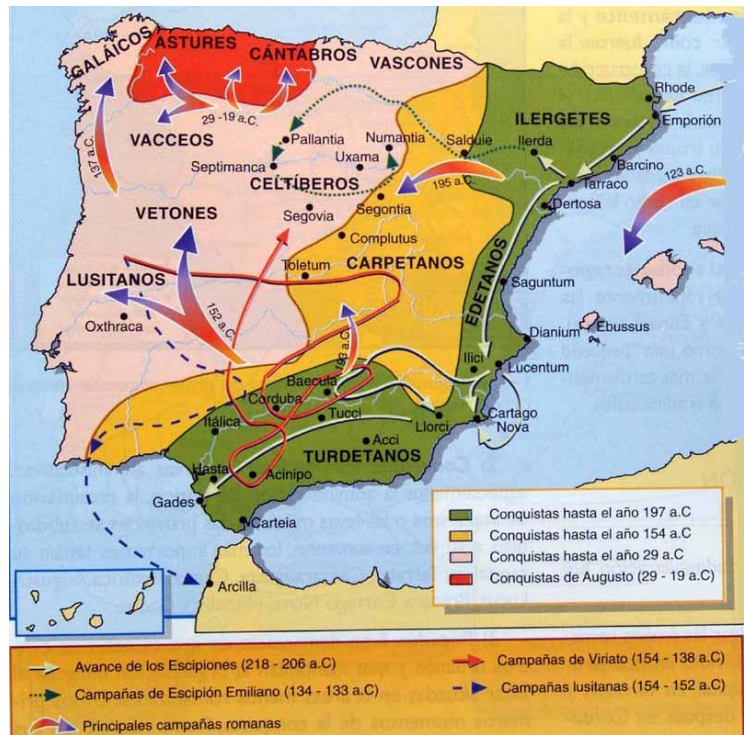 ASTURES
CÁNTABROS
GALÁICOS
VASCONES
Rhode
ILERGETES
Emporión
29 -19 a.C.
VACCEOS
Pallantia
Numantia
Salduie
Ilerda
137 a.C.
Septimanca
Uxama
Barcino
CELTÍBEROS
195 a.C.
Tarraco
123 a.C.
Segontia
Dertosa
VETONES
Segovia
Complutus
CARPETANOS
EDETANOS
LUSITANOS
Toletum
Saguntum
152 a.C.
Oxthraca
Dianium
Ebussus
193 a.C.
Ilici
Lucentum
Baecula
Corduba
Itálica
Tucci
Llorci
Cartago
Nova
Acci
TURDETANOS
Hasta
Acinipo
Gades
Carteia
Arcilla
Conquistas hasta el año 197 a.C
Conquistas hasta el año 154 a.C
Conquistas hasta el año 29 a.C
Conquistas de Augusto (29 - 19 a.C)
Avance de los Escipiones (218 - 206 a.C)
Campañas de Viriato (154 - 138 a.C)
Campañas de Escipión Emiliano (134 - 133 a.C)
Campañas lusitanas (154 - 152 a.C)
Principales campañas romanas